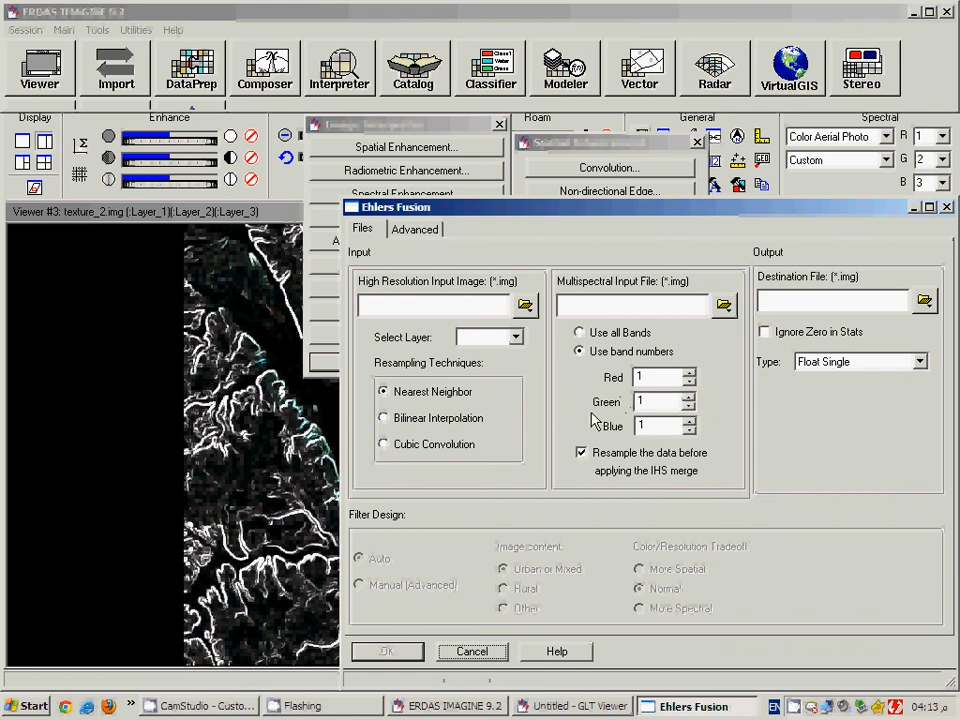 ERDAS IMAGINE 9.2
Session Main Tools Utilities Help
Viewer Import DataPrep Composer Interpreter Catalog Classifier Modeler Vector Radar VirtualGIS Stereo
Display Enhance Roam General Spectral
Color Aerial Photo R 1
Custom G 2
B 3
Spatial Enhancement...
Radiometric Enhancement...
Spectral Enhancement
Convolution...
Non-directional Edge...
Viewer #3: texture_2.img (:Layer_1)(:Layer_2)(:Layer_3)
Ehlers Fusion
Files Advanced
Input Output
High Resolution Input Image: (*.img) Multispectral Input File: (*.img) Destination File: (*.img)
Select Layer: Use all Bands Ignore Zero in Stats
Resampling Techniques: Use band numbers Type: Float Single
Nearest Neighbor Red 1
Bilinear Interpolation Green 1
Cubic Convolution Blue 1
Resample the data before
applying the IHS merge
Filter Design:
Auto Image content: Color/Resolution Tradeoff
Manual (Advanced) Urban or Mixed More Spatial
Rural Normal
Other More Spectral
OK Cancel Help
Start CamStudio - Custo... Flashing ERDAS IMAGINE 9.2 Untitled - GLT Viewer Ehlers Fusion EN 04:13 م